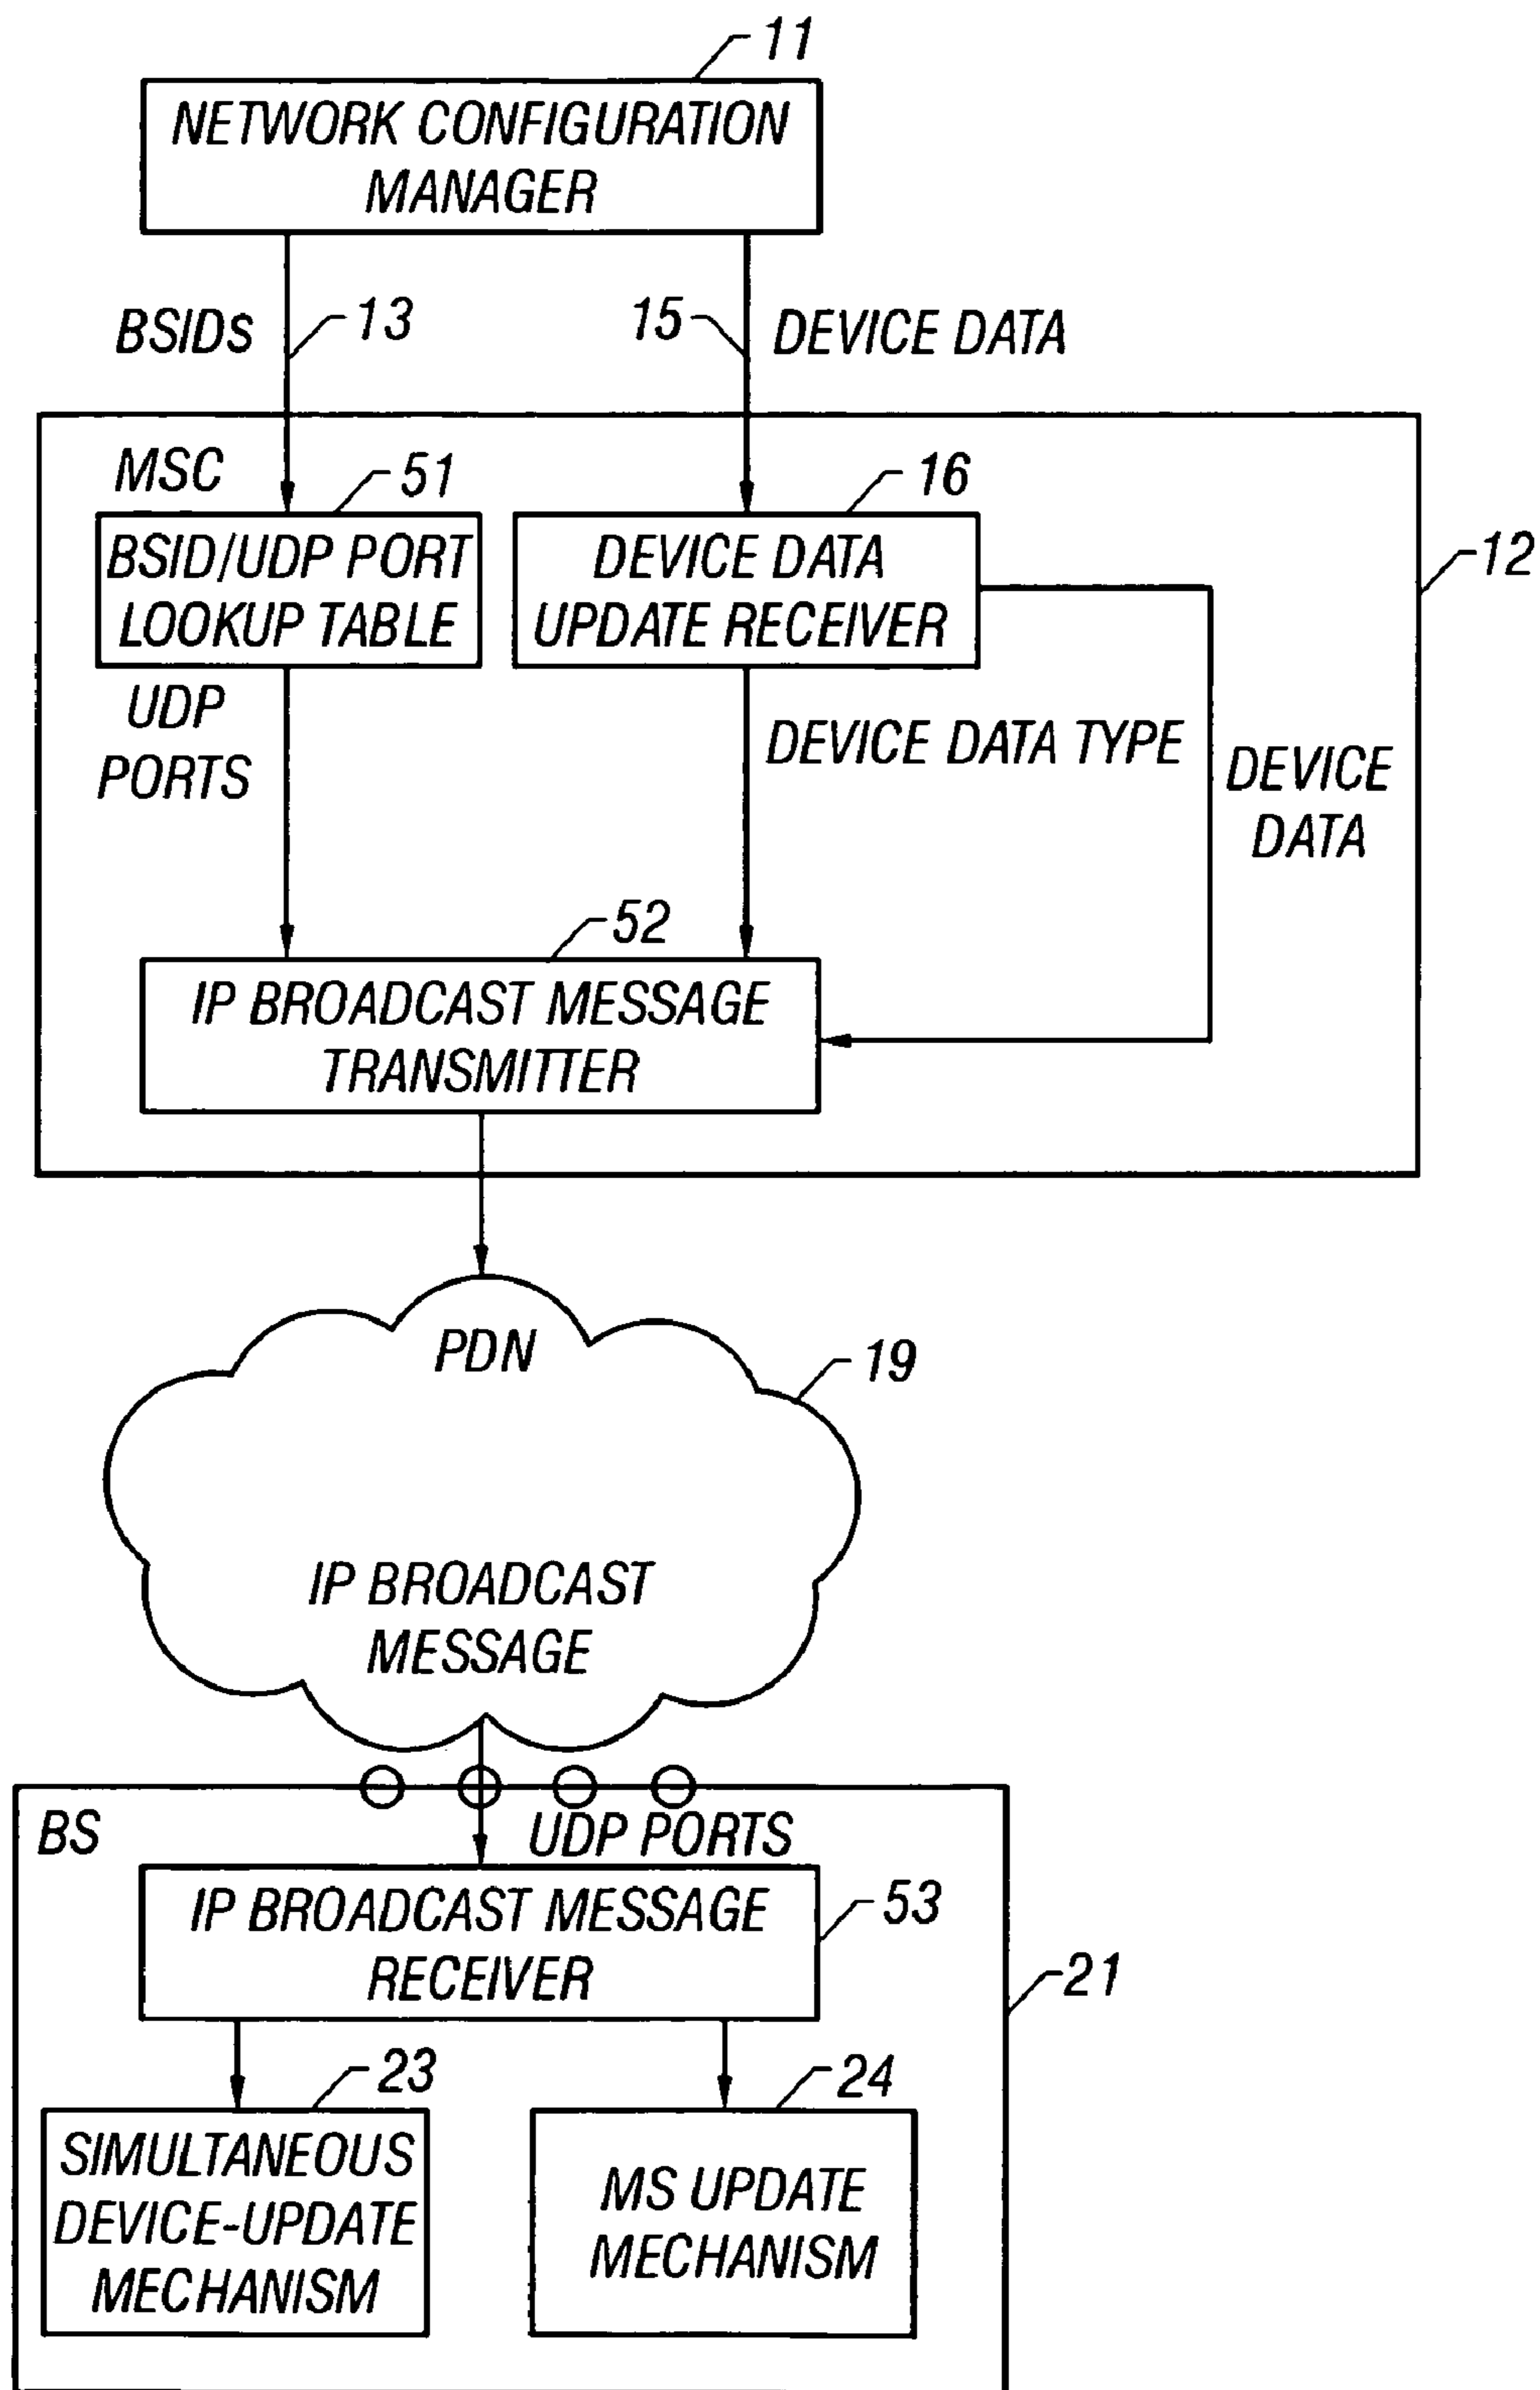 11
NETWORK CONFIGURATION
MANAGER
BSIDs
13
15
DEVICE DATA
MSC
51
16
12
BSID/UDP PORT
LOOKUP TABLE
DEVICE DATA
UPDATE RECEIVER
UDP
PORTS
DEVICE DATA TYPE
DEVICE
DATA
52
IP BROADCAST MESSAGE
TRANSMITTER
PDN
19
IP BROADCAST
MESSAGE
BS
UDP PORTS
IP BROADCAST MESSAGE
RECEIVER
53
21
23
24
SIMULTANEOUS
DEVICE-UPDATE
MECHANISM
MS UPDATE
MECHANISM